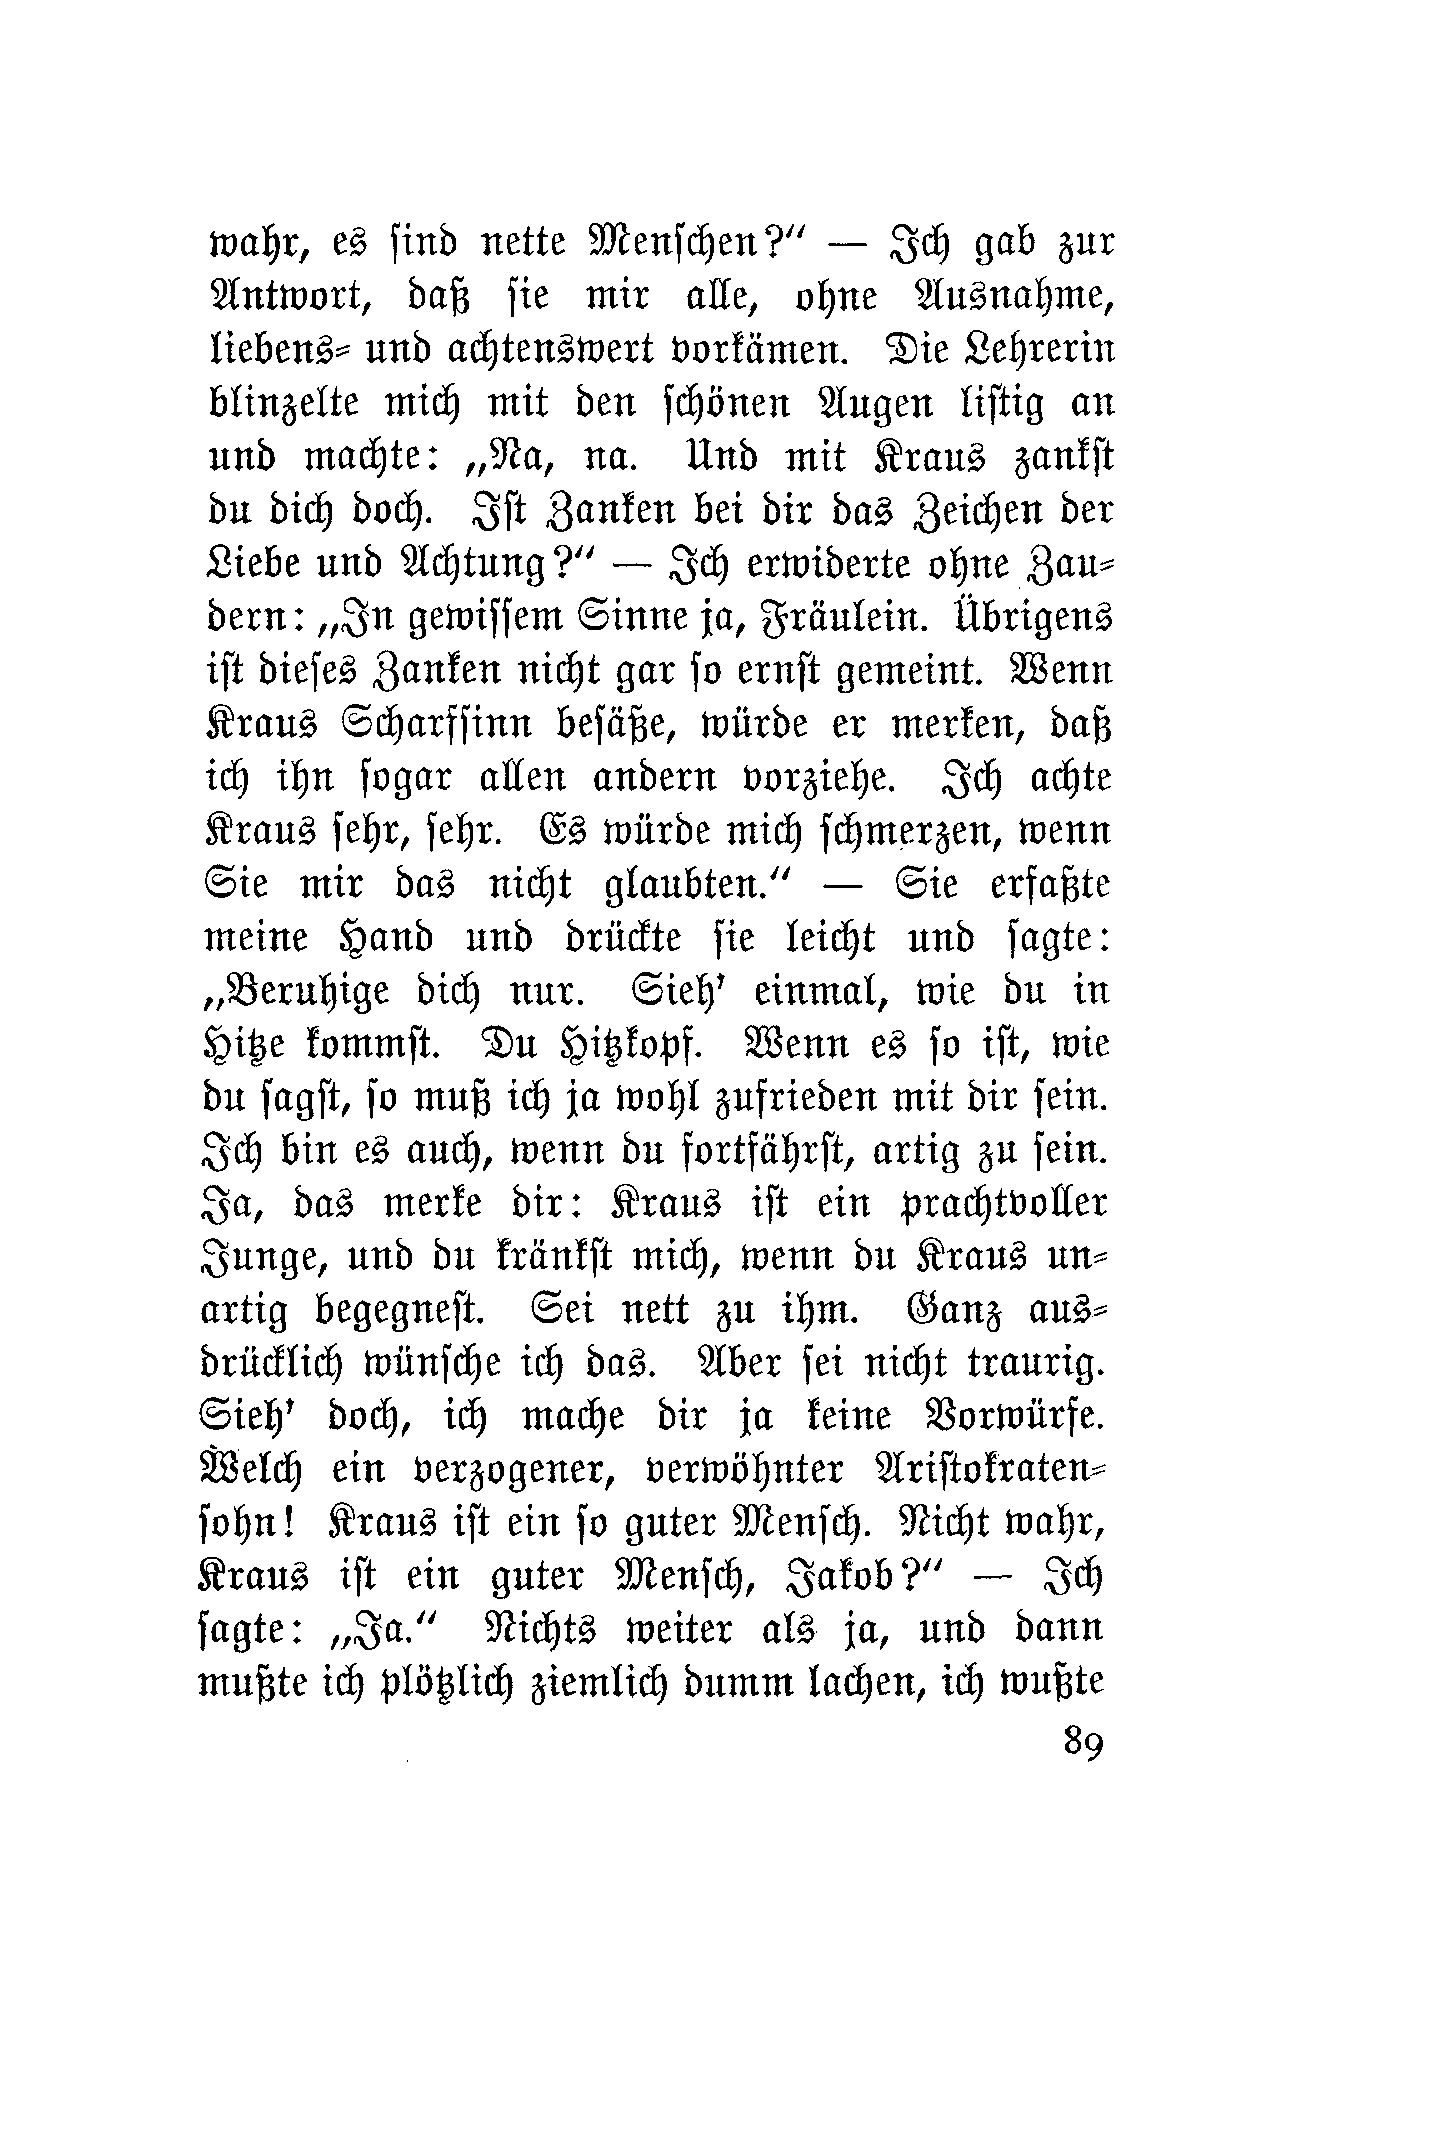 wahr, es sind nette Menschen?“ — Ich gab zur
Antwort, daß sie mir alle, ohne Ausnahme,
liebens- und achtenswert vorkämen. Die Lehrerin
blinzelte mich mit den schönen Augen listig an
und machte: „Na, na. Und mit Kraus zankst
du dich doch. Ist Zanken bei dir das Zeichen der
Liebe und Achtung?“ — Ich erwiderte ohne Zau-
dern: „In gewissem Sinne ja, Fräulein. Übrigens
ist dieses Zanken nicht gar so ernst gemeint. Wenn
Kraus Scharfsinn besäße, würde er merken, daß
ich ihn sogar allen andern vorziehe. Ich achte
Kraus sehr, sehr. Es würde mich schmerzen, wenn
Sie mir das nicht glaubten.“ — Sie erfaßte
meine Hand und drückte sie leicht und sagte:
„Beruhige dich nur. Sieh’ einmal, wie du in
Hitze kommst. Du Hitzkopf. Wenn es so ist, wie
du sagst, so muß ich ja wohl zufrieden mit dir sein.
Ich bin es auch, wenn du fortfährst, artig zu sein.
Ja, das merke dir: Kraus ist ein prachtvoller
Junge, und du kränkst mich, wenn du Kraus un-
artig begegnest. Sei nett zu ihm. Ganz aus-
drücklich wünsche ich das. Aber sei nicht traurig.
Sieh’ doch, ich mache dir ja keine Vorwürfe.
Welch ein verzogener, verwöhnter Aristokraten-
sohn! Kraus ist ein so guter Mensch. Nicht wahr,
Kraus ist ein guter Mensch, Jakob?“ — Ich
sagte: „Ja.“ Nichts weiter als ja, und dann
mußte ich plötzlich ziemlich dumm lachen, ich wußte
89